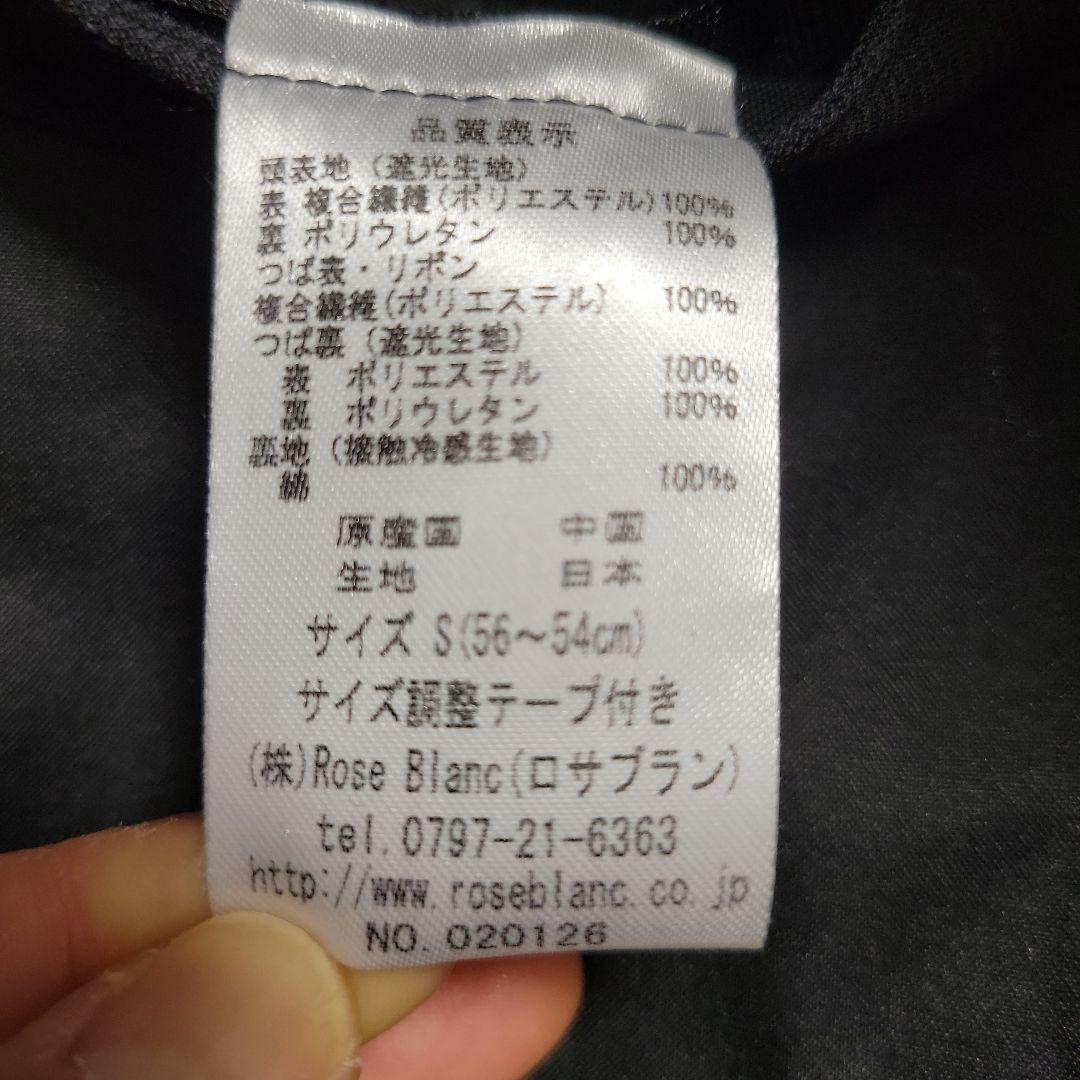 品質表示
頭表地(遮光生地)
表 複合繊維(ポリエステル)100%
裏 ポリウレタン 100%
つば表・リボン
複合繊維(ポリエステル) 100%
つば裏(遮光生地)
表 ポリエステル 100%
裏 ポリウレタン 100%
裏地(接触冷感生地)
綿 100%
原産国 中国
生地 日本
サイズ S(56~54cm)
サイズ調整テープ付き
(株)Rose Blanc(ロサブラン)
tel.0797-21-6363
http://www.roseblanc.co.jp
NO.020126